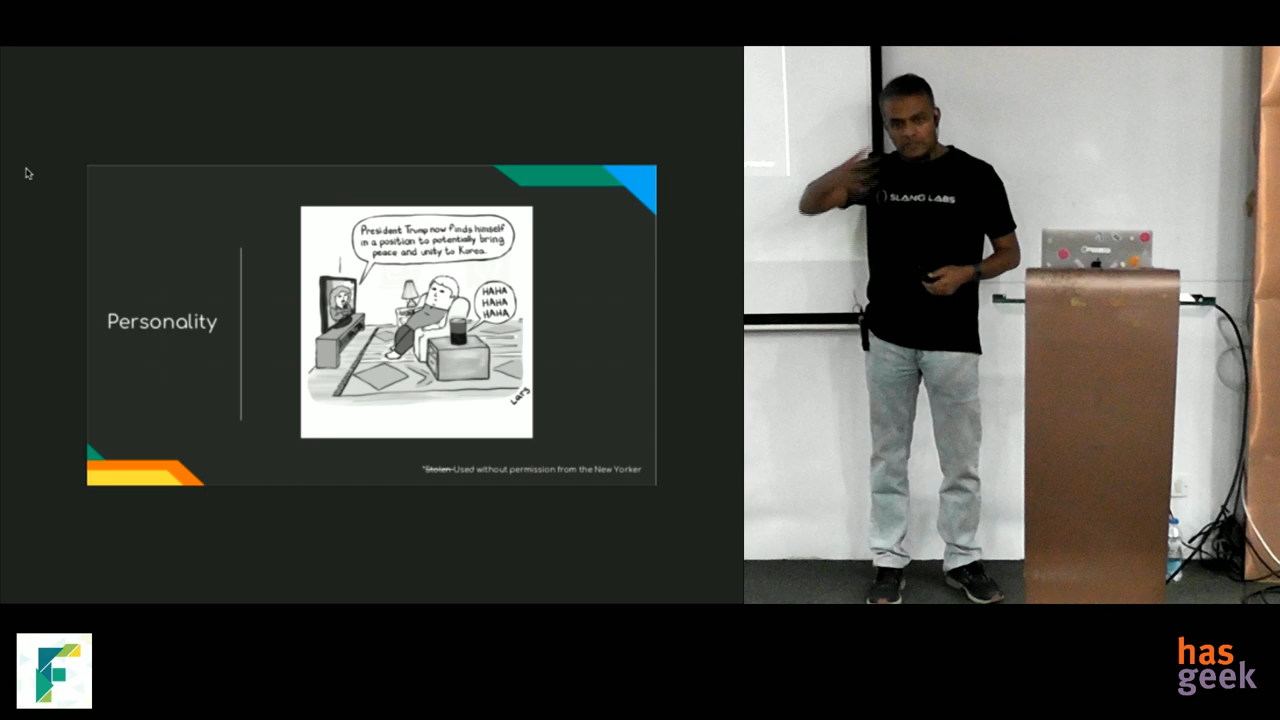 Personality
President Trump now finds himself
in a position to potentially bring
peace and unity to Korea.
HAHA
HAHA
HAHA
Lars
*Stolen Used without permission from the New Yorker
SLANG LABS
has
geek